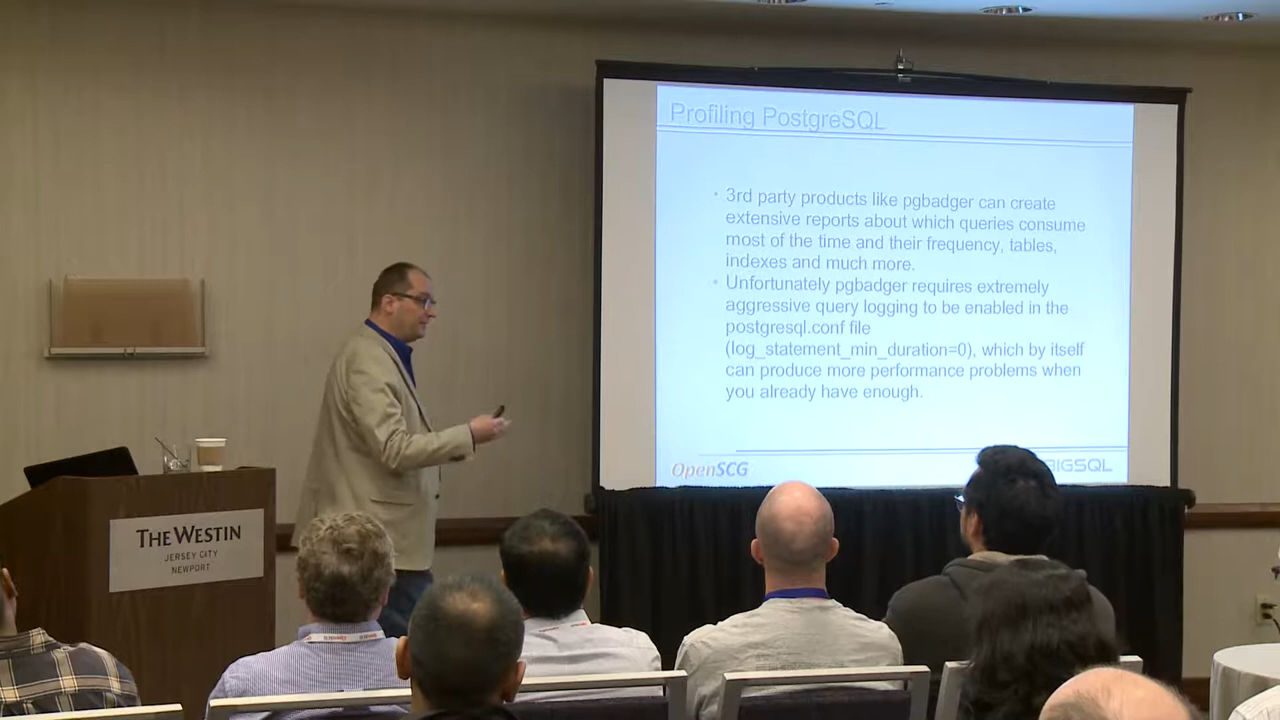 Profiling PostgreSQL
• 3rd party products like pgbadger can create
extensive reports about which queries consume
most of the time and their frequency, tables,
indexes and much more.
• Unfortunately pgbadger requires extremely
aggressive query logging to be enabled in the
postgresql.conf file
(log_statement_min_duration=0), which by itself
can produce more performance problems when
you already have enough.
OpenSCG
BIGSQL
THE WESTIN
JERSEY CITY
NEWPORT